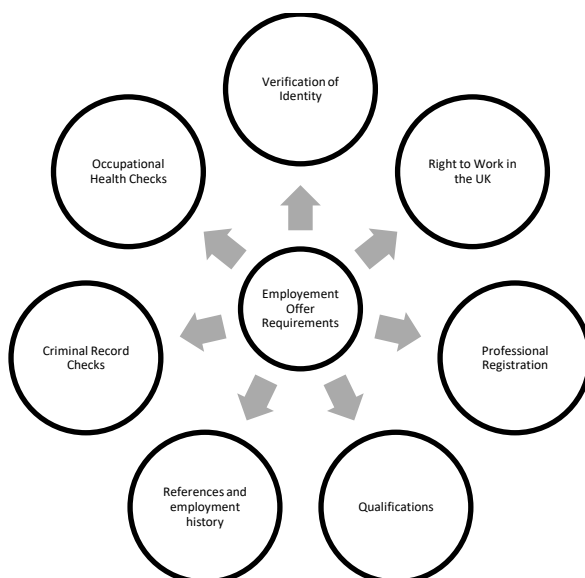 Verification of
Identity
Occupational
Health Checks
Right to Work in
the UK
Employement
Offer
Requirements
Criminal Record
Checks
Professional
Registration
References and
employment
history
Qualifications